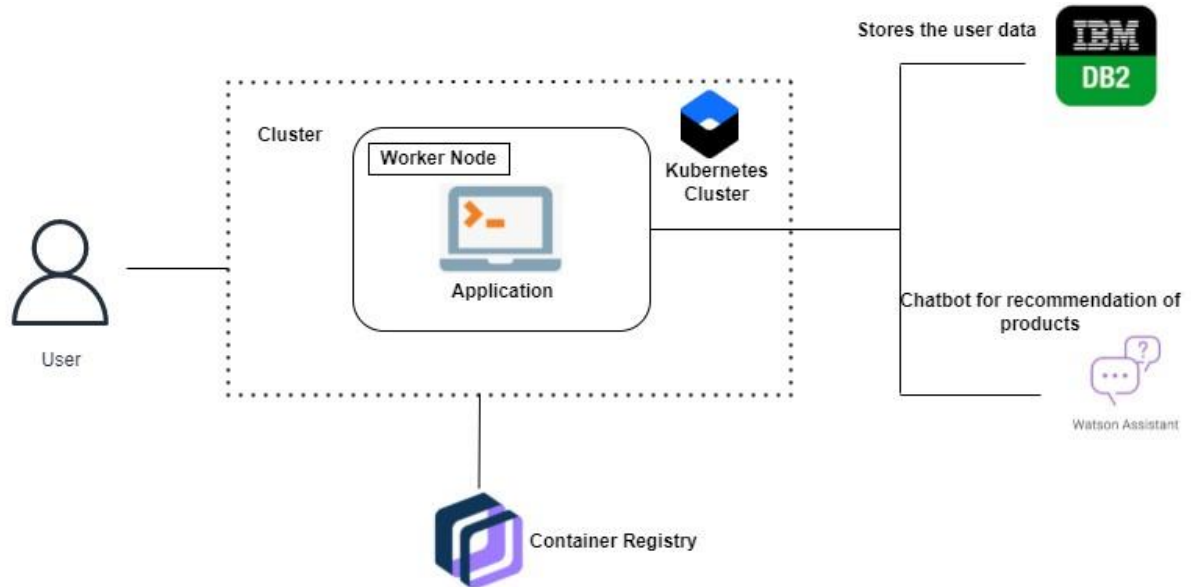 Stores the user data
IBM
DB2
Cluster
Worker Node
Kubernetes
Cluster
Application
User
Chatbot for recommendation of
products
?
Watson Assistant
Container Registry